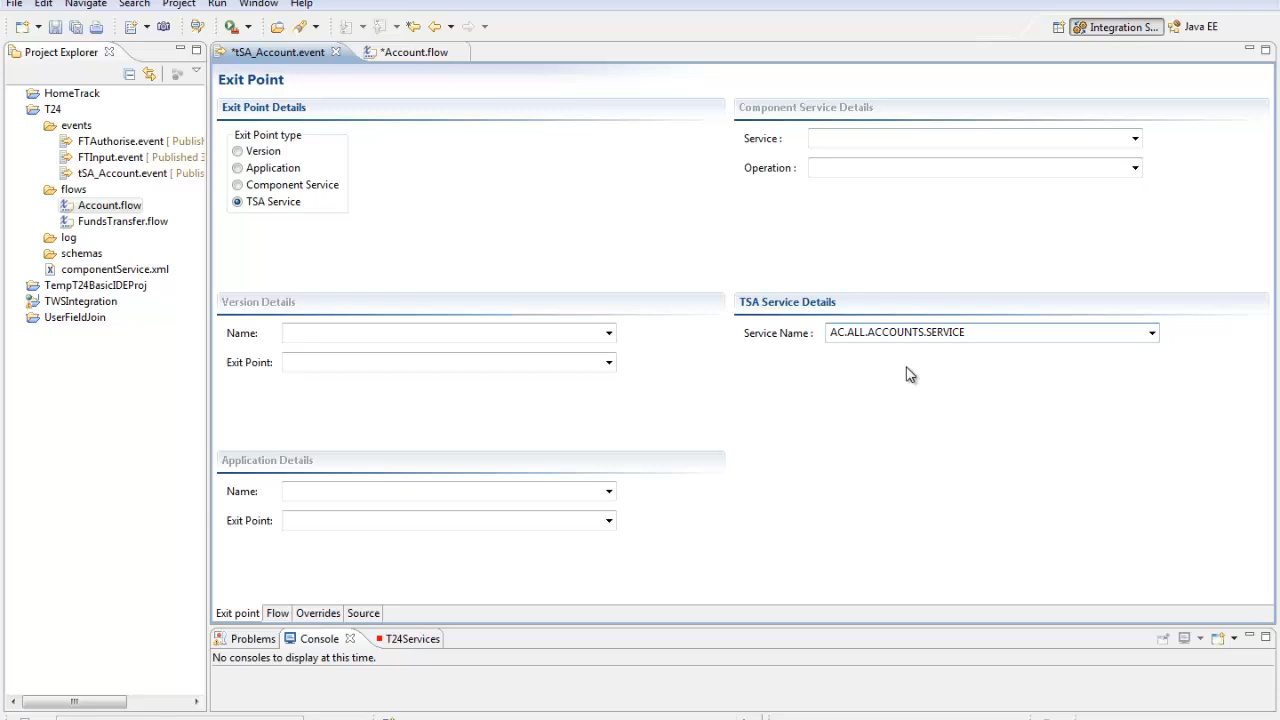 File Edit Navigate Search Project Run Window Help
Integration S... Java EE
Project Explorer
*tSA_Account.event *Account.flow
HomeTrack
T24
events
FTAuthorise.event [Publish
FTInput.event [Published 3
tSA_Account.event [Publis
flows
Account.flow
FundsTransfer.flow
log
schemas
componentService.xml
TempT24BasicIDEProj
TWSIntegration
UserFieldJoin
Exit Point
Exit Point Details
Exit Point type
Version
Application
Component Service
TSA Service
Component Service Details
Service :
Operation :
Version Details
Name:
Exit Point:
TSA Service Details
Service Name : AC.ALL.ACCOUNTS.SERVICE
Application Details
Name:
Exit Point:
Exit point Flow Overrides Source
Problems Console T24Services
No consoles to display at this time.